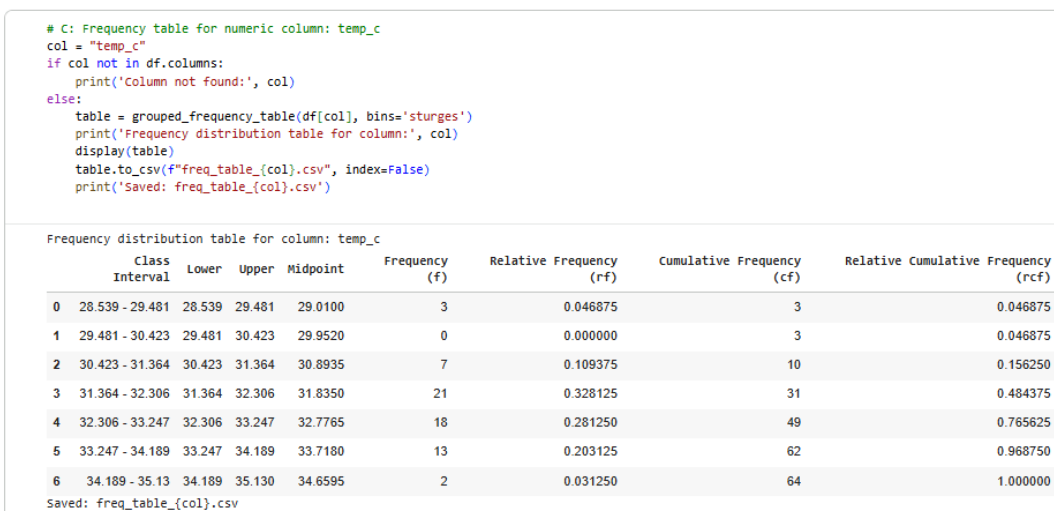 # C: Frequency table for numeric column: temp_c
col = "temp_c"
if col not in df.columns:
    print('Column not found:', col)
else:
    table = grouped_frequency_table(df[col], bins='sturges')
    print('Frequency distribution table for column:', col)
    display(table)
    table.to_csv(f"freq_table_{col}.csv", index=False)
    print('Saved: freq_table_{col}.csv')
Frequency distribution table for column: temp_c
Class Interval Lower Upper Midpoint Frequency (f) Relative Frequency (rf) Cumulative Frequency (cf) Relative Cumulative Frequency (rcf)
0 28.539 - 29.481 28.539 29.481 29.0100 3 0.046875 3 0.046875
1 29.481 - 30.423 29.481 30.423 29.9520 0 0.000000 3 0.046875
2 30.423 - 31.364 30.423 31.364 30.8935 7 0.109375 10 0.156250
3 31.364 - 32.306 31.364 32.306 31.8350 21 0.328125 31 0.484375
4 32.306 - 33.247 32.306 33.247 32.7765 18 0.281250 49 0.765625
5 33.247 - 34.189 33.247 34.189 33.7180 13 0.203125 62 0.968750
6 34.189 - 35.13 34.189 35.130 34.6595 2 0.031250 64 1.000000
Saved: freq_table_{col}.csv